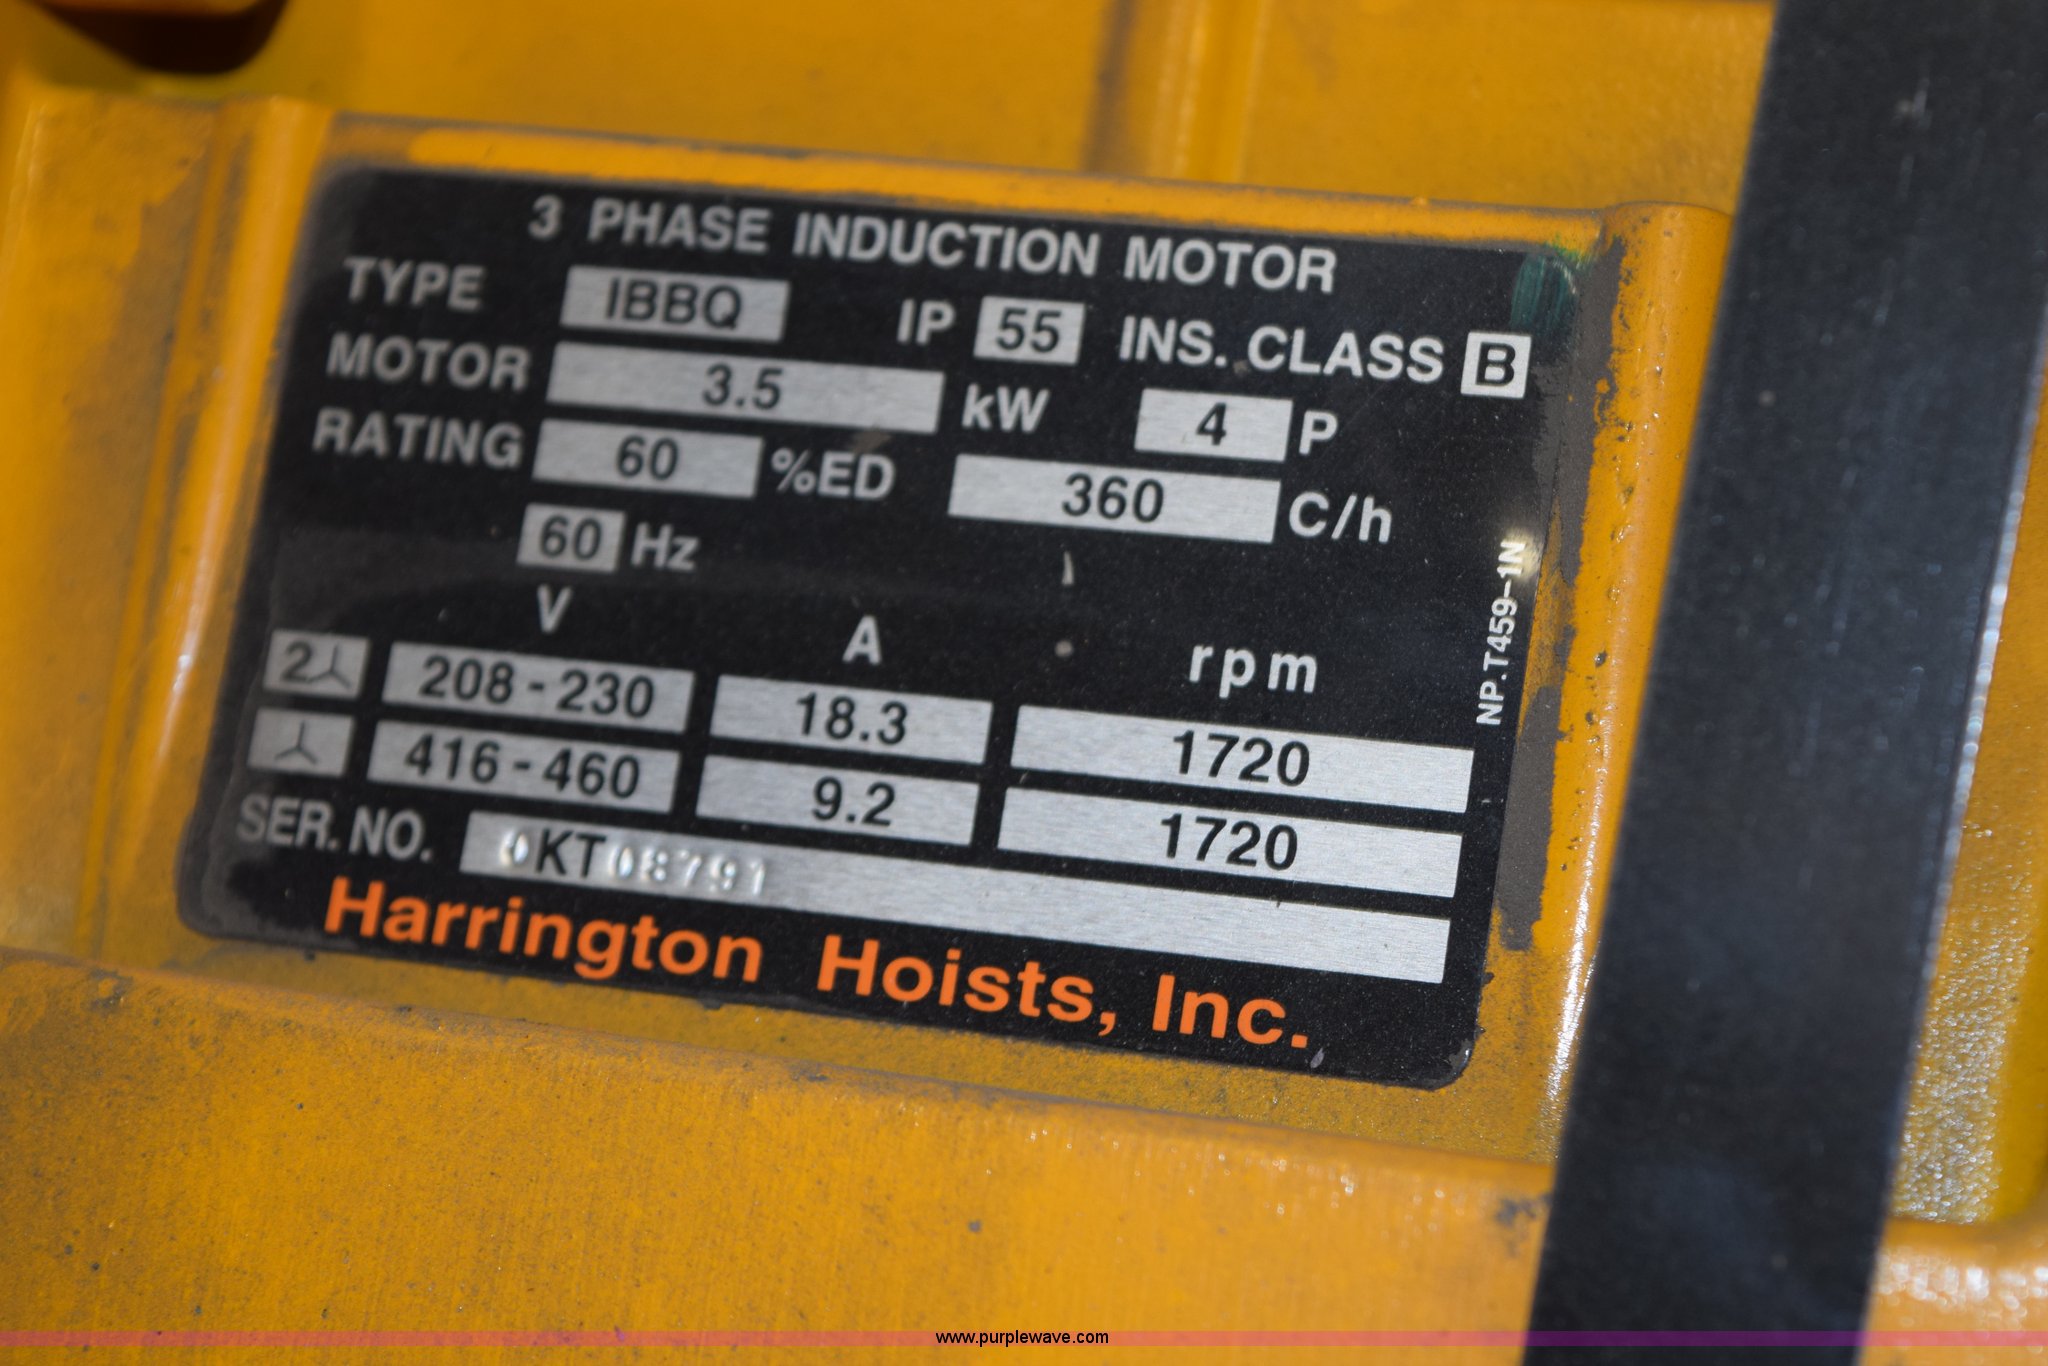 3 PHASE INDUCTION MOTOR
TYPE IBBQ IP 55 INS. CLASS B
MOTOR 3.5 kW 4 P
RATING 60 %ED 360 C/h
60 Hz
V A rpm
2 208-230 18.3 1720
416-460 9.2 1720
SER. NO. 0KT08791
Harrington Hoists, Inc.
NP.T459-1N
www.purplewave.com